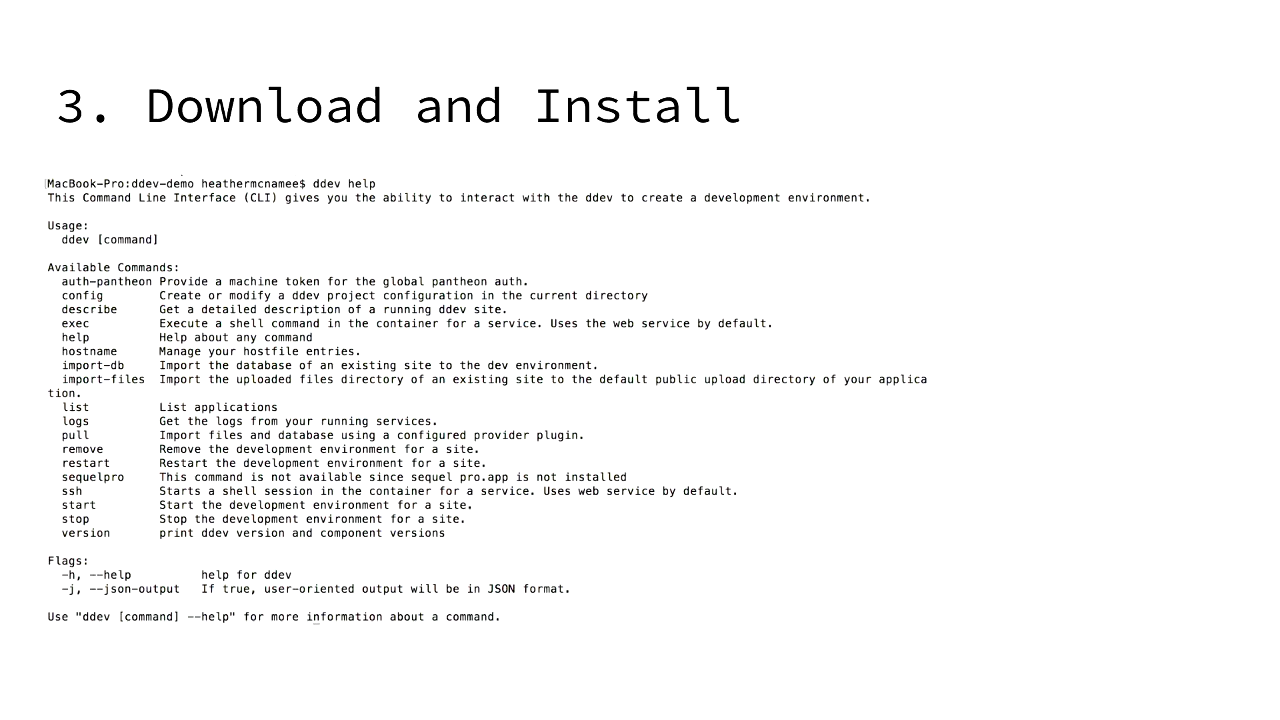 3. Download and Install
MacBook-Pro:ddev-demo heathermcnamee$ ddev help
This Command Line Interface (CLI) gives you the ability to interact with the ddev to create a development environment.
Usage:
  ddev [command]
Available Commands:
  auth-pantheon Provide a machine token for the global pantheon auth.
  config        Create or modify a ddev project configuration in the current directory
  describe      Get a detailed description of a running ddev site.
  exec          Execute a shell command in the container for a service. Uses the web service by default.
  help          Help about any command
  hostname      Manage your hostfile entries.
  import-db     Import the database of an existing site to the dev environment.
  import-files  Import the uploaded files directory of an existing site to the default public upload directory of your applica
tion.
  list          List applications
  logs          Get the logs from your running services.
  pull          Import files and database using a configured provider plugin.
  remove        Remove the development environment for a site.
  restart       Restart the development environment for a site.
  sequelpro     This command is not available since sequel pro.app is not installed
  ssh           Starts a shell session in the container for a service. Uses web service by default.
  start         Start the development environment for a site.
  stop          Stop the development environment for a site.
  version       print ddev version and component versions
Flags:
  -h, --help          help for ddev
  -j, --json-output   If true, user-oriented output will be in JSON format.
Use "ddev [command] --help" for more information about a command.